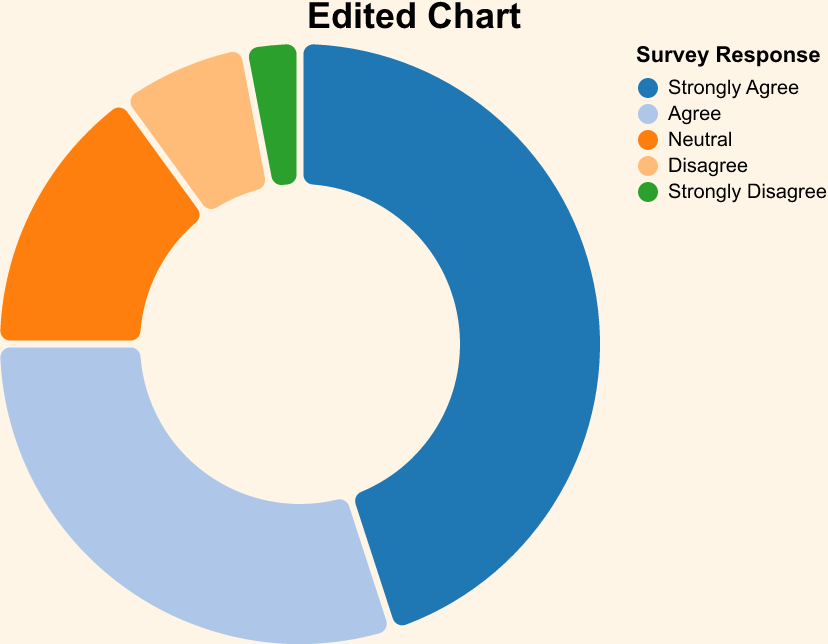 Edited Chart
Survey Response
Strongly Agree
Agree
Neutral
Disagree
Strongly Disagree